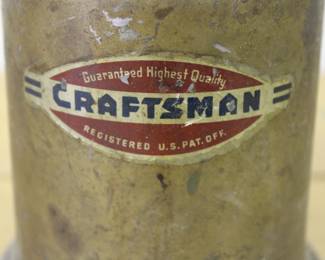 Guaranteed Highest Quality
CRAFTSMAN
REGISTERED U.S. PAT. OFF.